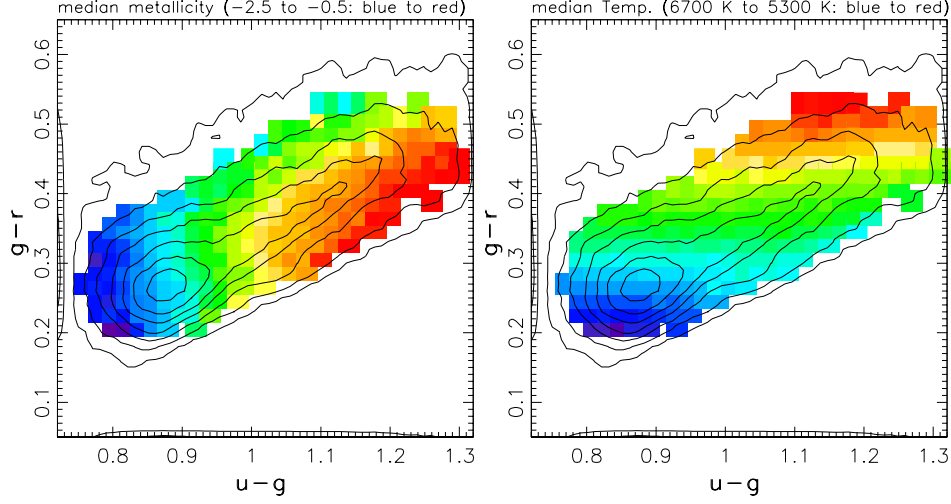 median metallicity (−2.5 to −0.5: blue to red)
median Temp. (6700 K to 5300 K: blue to red)
g−r
0.6
0.5
0.4
0.3
0.2
0.1
0.8 0.9 1 1.1 1.2 1.3
u−g
g−r
0.6
0.5
0.4
0.3
0.2
0.1
0.8 0.9 1 1.1 1.2 1.3
u−g